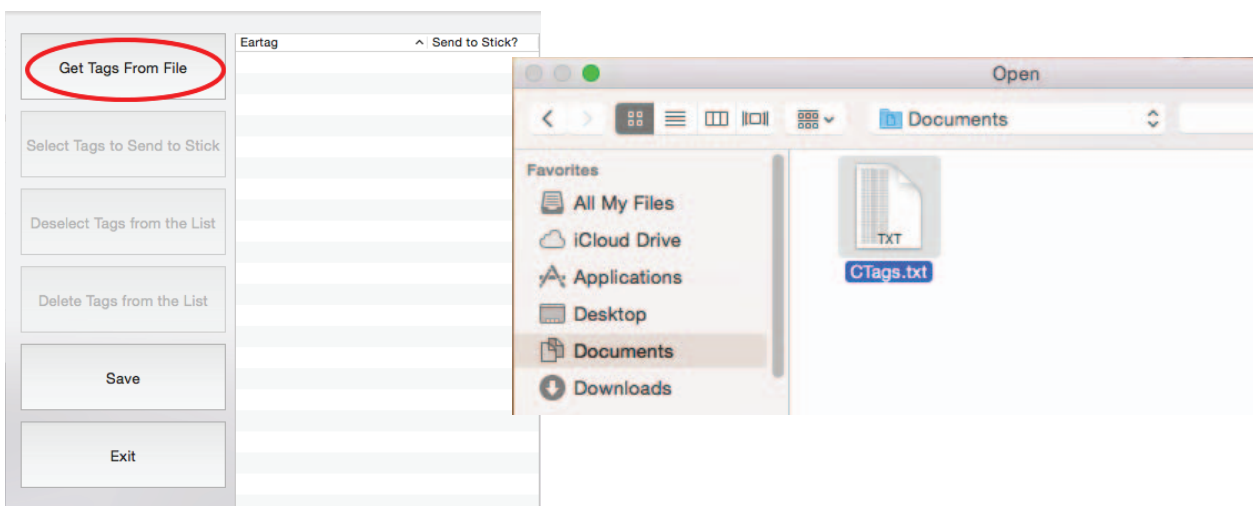 Eartag Send to Stick?
Get Tags From File
Select Tags to Send to Stick
Deselect Tags from the List
Delete Tags from the List
Save
Exit
Open
Documents
Favorites
All My Files
iCloud Drive
Applications
Desktop
Documents
Downloads
TXT
CTags.txt